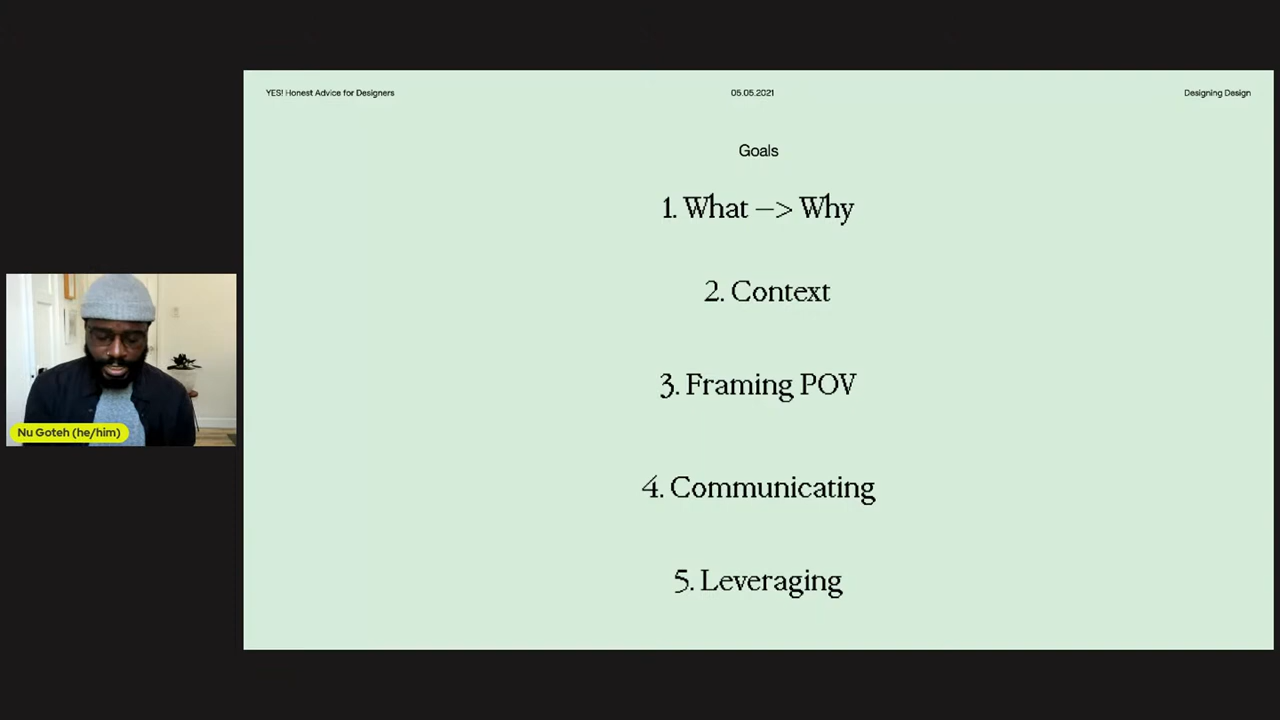 YES! Honest Advice for Designers
05.05.2021
Designing Design
Goals
1. What —> Why
2. Context
3. Framing POV
4. Communicating
5. Leveraging
Nu Goteh (he/him)